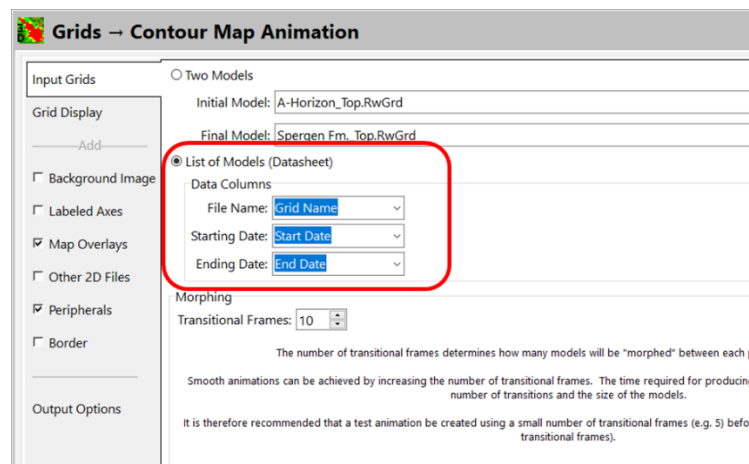 Grids → Contour Map Animation
Input Grids
Grid Display
Add
Background Image
Labeled Axes
Map Overlays
Other 2D Files
Peripherals
Border
Output Options
Two Models
Initial Model: A-Horizon_Top.RwGrd
Final Model: Spergen Fm. Top.RwGrd
List of Models (Datasheet)
Data Columns
File Name: Grid Name
Starting Date: Start Date
Ending Date: End Date
Morphing
Transitional Frames: 10
The number of transitional frames determines how many models will be "morphed" between each
Smooth animations can be achieved by increasing the number of transitional frames. The time required for producin
number of transitions and the size of the models.
It is therefore recommended that a test animation be created using a small number of transitional frames (e.g. 5) befo
transitional frames).